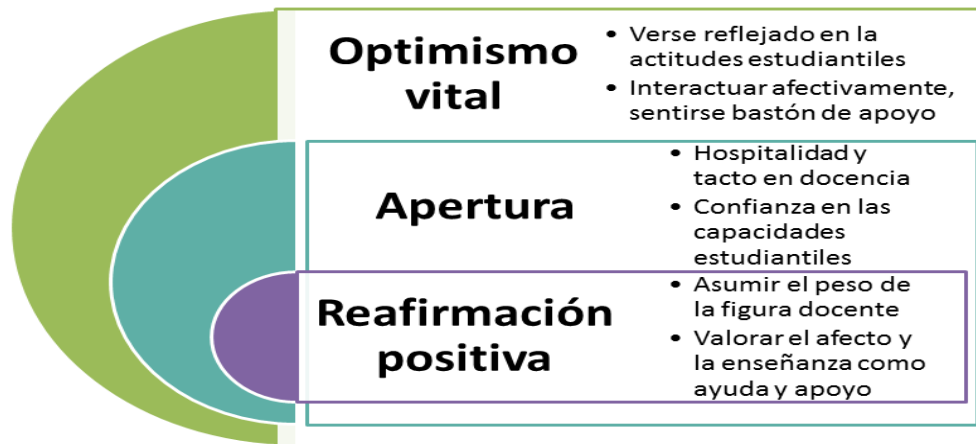 Optimismo
vital
• Verse reflejado en la
actitudes estudiantiles
• Interactuar afectivamente,
sentirse bastón de apoyo
Apertura
• Hospitalidad y
tacto en docencia
• Confianza en las
capacidades
estudiantiles
Reafirmación
positiva
• Asumir el peso de
la figura docente
• Valorar el afecto y
la enseñanza como
ayuda y apoyo